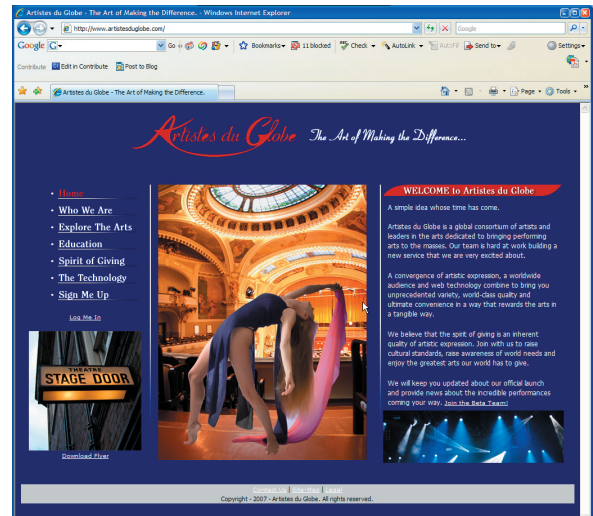 Artistes du Globe - The Art of Making the Difference. - Windows Internet Explorer
http://www.artistesduglobe.com/
Google
Google G Go Bookmarks 11 blocked Check AutoLink AutoFill Send to Settings
Contribute Edit in Contribute Post to Blog
Artistes du Globe - The Art of Making the Difference. Page Tools
Artistes du Globe The Art of Making the Difference...
• Home
• Who We Are
• Explore The Arts
• Education
• Spirit of Giving
• The Technology
• Sign Me Up
Log Me In
THEATRE
STAGE DOOR
Download Flyer
WELCOME to Artistes du Globe
A simple idea whose time has come.
Artistes du Globe is a global consortium of artists and
leaders in the arts dedicated to bringing performing
arts to the masses. Our team is hard at work building a
new service that we are very excited about.
A convergence of artistic expression, a worldwide
audience and web technology combine to bring you
unprecedented variety, world-class quality and
ultimate convenience in a way that rewards the arts in
a tangible way.
We believe that the spirit of giving is an inherent
quality of artistic expression. Join with us to raise
cultural standards, raise awareness of world needs and
enjoy the greatest arts our world has to give.
We will keep you updated about our official launch
and provide news about the incredible performances
coming your way. Join the Beta Team!
Contact Us | Site-Map | Legal
Copyright - 2007 - Artistes du Globe. All rights reserved.